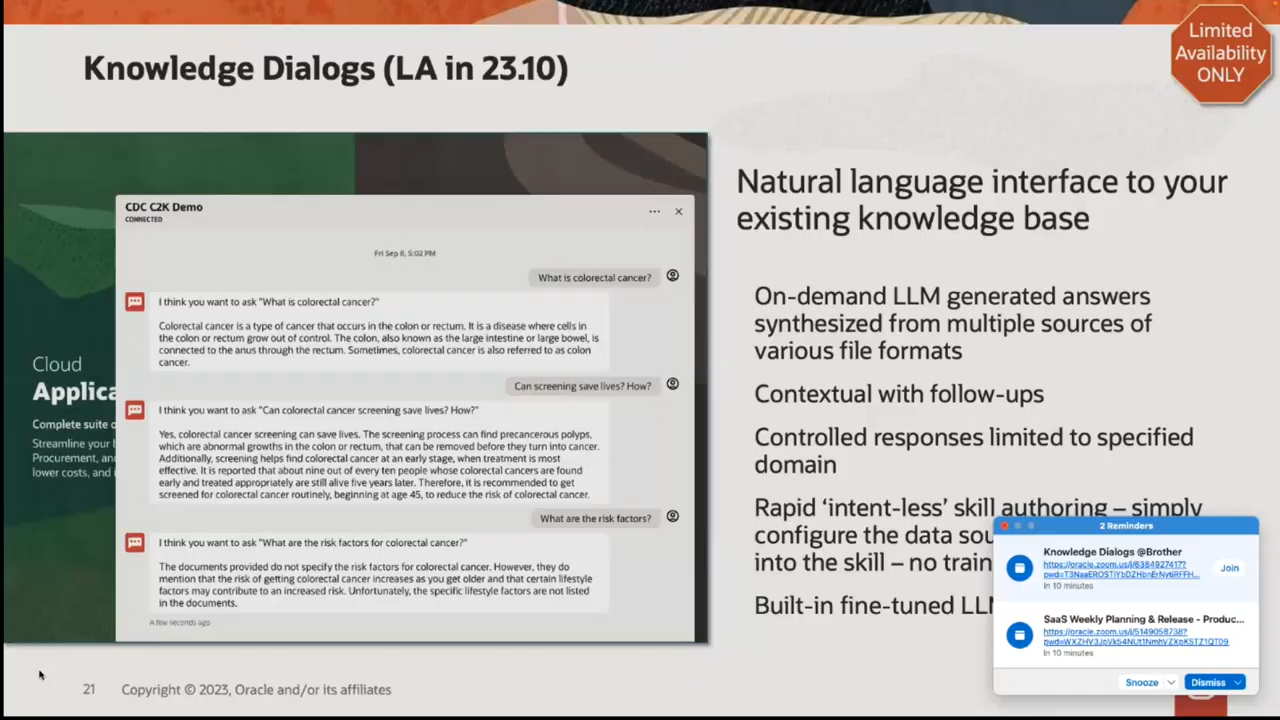 Limited
Availability
ONLY
Knowledge Dialogs (LA in 23.10)
Cloud
Applica
Complete suite o
Streamline your
Procurement, an
lower costs, and
CDC C2K Demo
CONNECTED
Fri Sep 8, 5:02 PM
What is colorectal cancer?
I think you want to ask "What is colorectal cancer?"
Colorectal cancer is a type of cancer that occurs in the colon or rectum. It is a disease where cells in
the colon or rectum grow out of control. The colon, also known as the large intestine or large bowel, is
connected to the anus through the rectum. Sometimes, colorectal cancer is also referred to as colon
cancer.
Can screening save lives? How?
I think you want to ask "Can colorectal cancer screening save lives? How?"
Yes, colorectal cancer screening can save lives. The screening process can find precancerous polyps,
which are abnormal growths in the colon or rectum, that can be removed before they turn into cancer.
Additionally, screening helps find colorectal cancer at an early stage, when treatment is most
effective. It is reported that about nine out of every ten people whose colorectal cancers are found
early and treated appropriately are still alive five years later. Therefore, it is recommended to get
screened for colorectal cancer routinely, beginning at age 45, to reduce the risk of colorectal cancer.
What are the risk factors?
I think you want to ask "What are the risk factors for colorectal cancer?"
The documents provided do not specify the risk factors for colorectal cancer. However, they do
mention that the risk of getting colorectal cancer increases as you get older and that certain lifestyle
factors may contribute to an increased risk. Unfortunately, the specific lifestyle factors are not listed
in the documents.
A few seconds ago
Natural language interface to your
existing knowledge base
On-demand LLM generated answers
synthesized from multiple sources of
various file formats
Contextual with follow-ups
Controlled responses limited to specified
domain
Rapid ‘intent-less’ skill authoring – simply
configure the data sou
into the skill – no train
Built-in fine-tuned LL
2 Reminders
Knowledge Dialogs @Brother
Join
In 10 minutes
SaaS Weekly Planning & Release - Produc...
In 10 minutes
Snooze
Dismiss
21
Copyright © 2023, Oracle and/or its affiliates